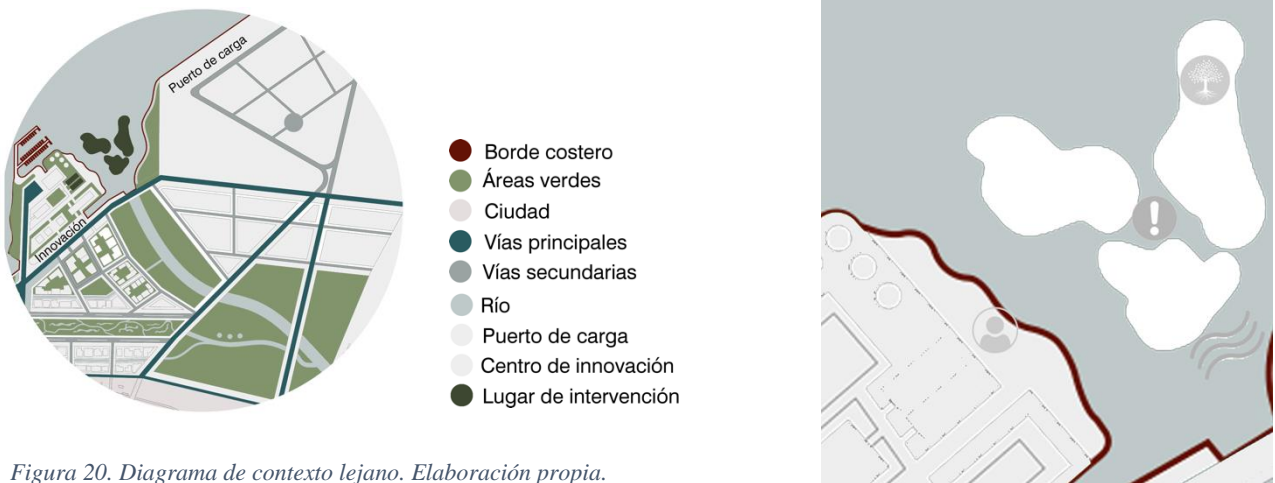 Puerto de carga
Innovación
Borde costero
Áreas verdes
Ciudad
Vías principales
Vías secundarias
Río
Puerto de carga
Centro de innovación
Lugar de intervención
!
Figura 20. Diagrama de contexto lejano. Elaboración propia.